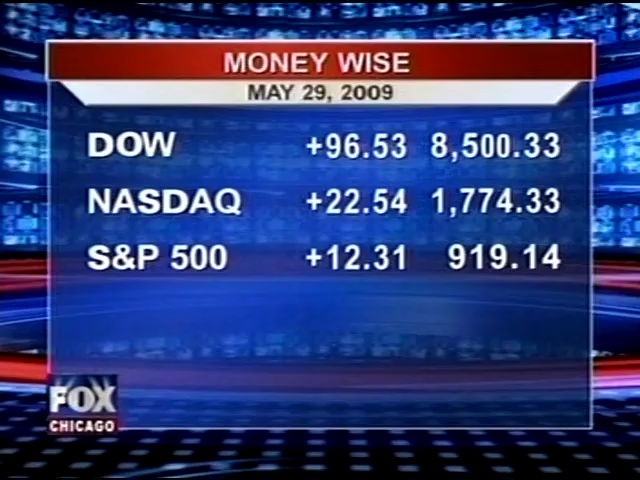 MONEY WISE
MAY 29, 2009
DOW +96.53 8,500.33
NASDAQ +22.54 1,774.33
S&P 500 +12.31 919.14
FOX
CHICAGO